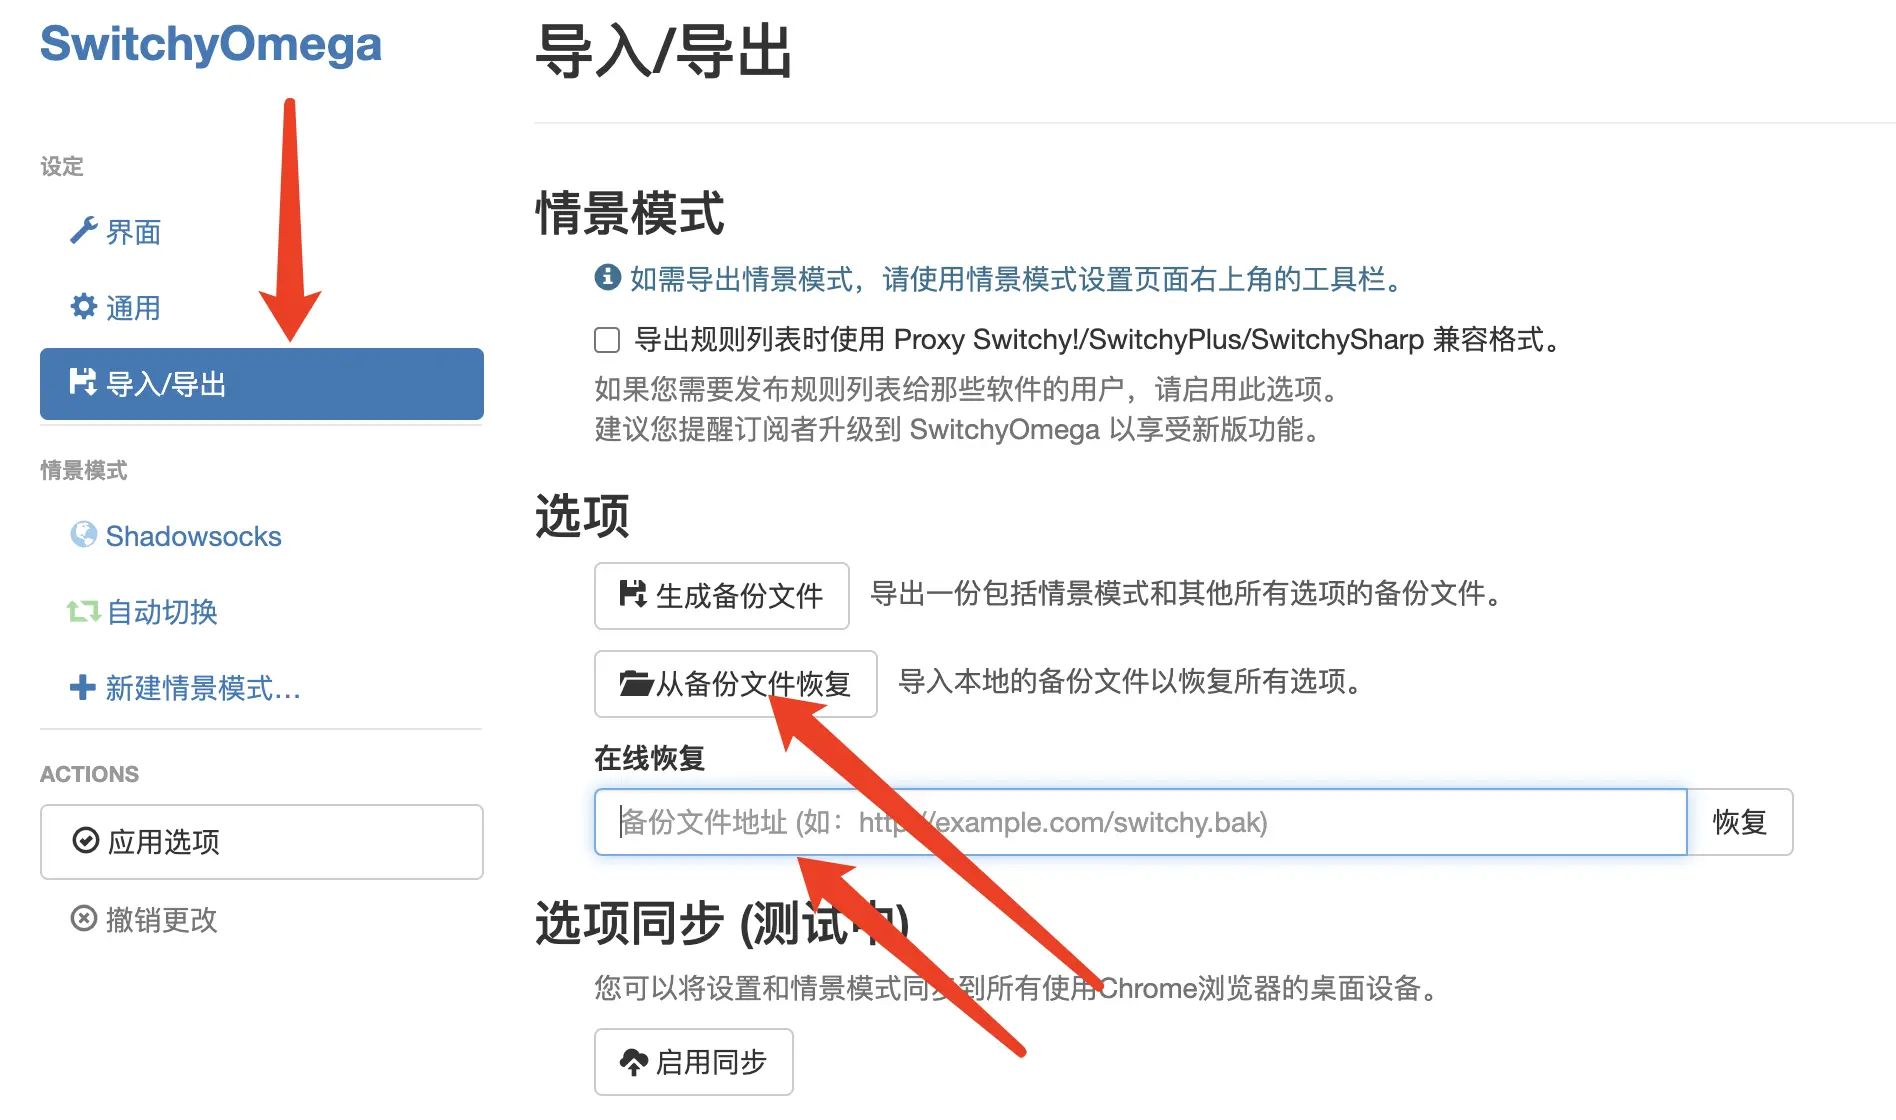 SwitchyOmega
设定
界面
通用
导入/导出
情景模式
Shadowsocks
自动切换
新建情景模式...
ACTIONS
应用选项
撤销更改
导入/导出
情景模式
如需导出情景模式，请使用情景模式设置页面右上角的工具栏。
导出规则列表时使用 Proxy Switchy!/SwitchyPlus/SwitchySharp 兼容格式。
如果您需要发布规则列表给那些软件的用户，请启用此选项。
建议您提醒订阅者升级到 SwitchyOmega 以享受新版功能。
选项
生成备份文件 导出一份包括情景模式和其他所有选项的备份文件。
从备份文件恢复 导入本地的备份文件以恢复所有选项。
在线恢复
备份文件地址 (如：http://example.com/switchy.bak) 恢复
选项同步 (测试中)
您可以将设置和情景模式同步到所有使用Chrome浏览器的桌面设备。
启用同步